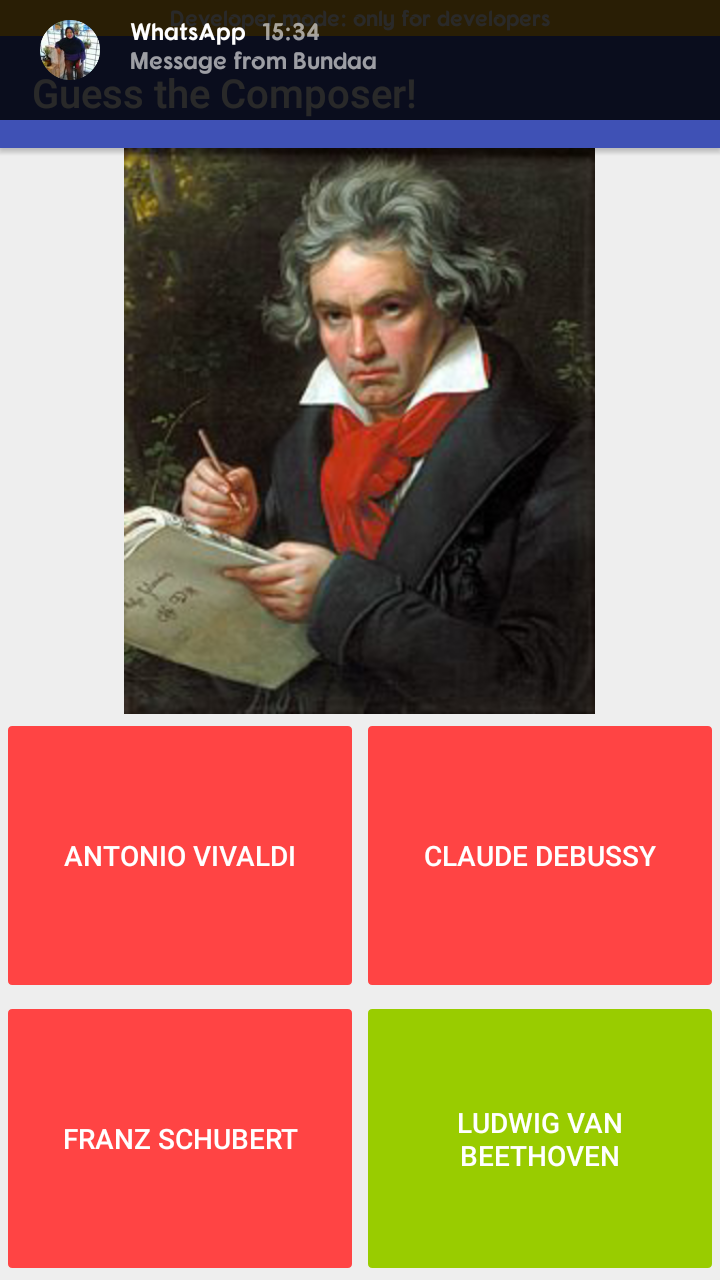 Developer mode: only for developers
WhatsApp 15:34
Message from Bundaa
Guess the Composer!
ANTONIO VIVALDI
CLAUDE DEBUSSY
FRANZ SCHUBERT
LUDWIG VAN
BEETHOVEN